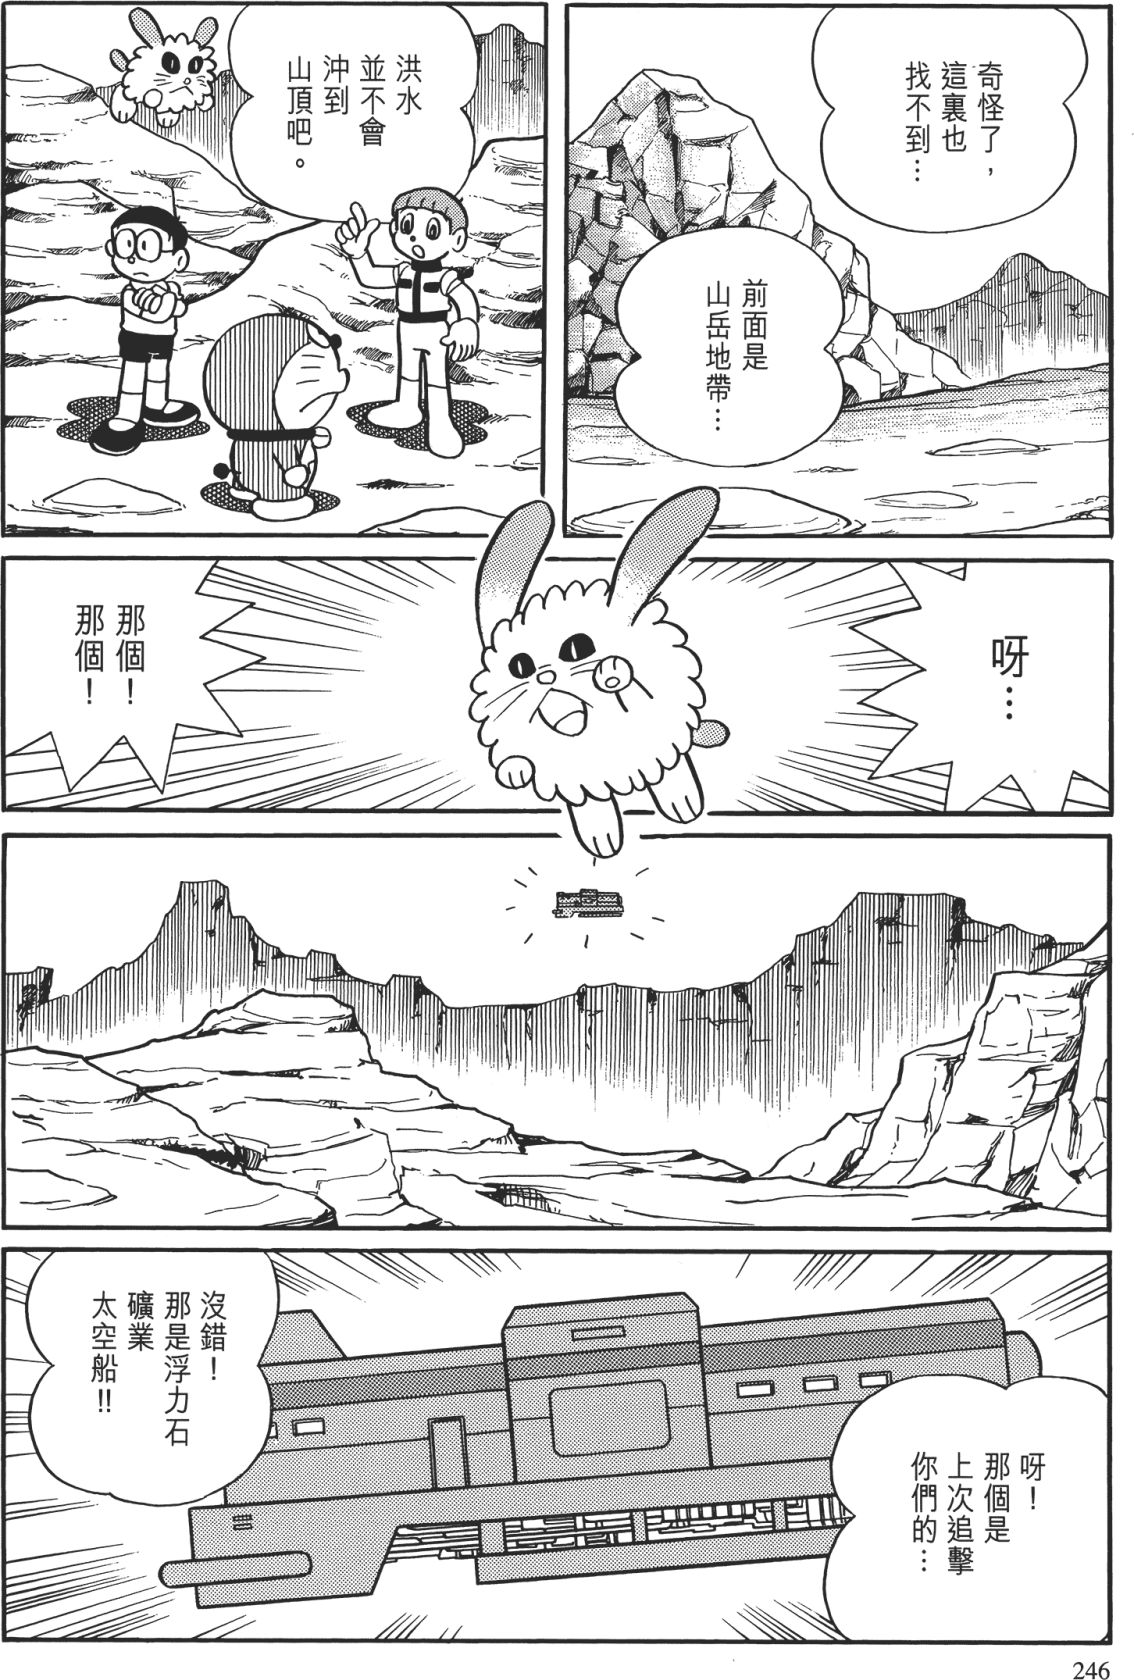 奇怪了，
這裏也
找不到…
前面是
山岳地帶…
洪水
並不會
沖到
山頂吧。
呀…
那個！
那個！
呀！
那個是
上次追擊
你們的…
沒錯！
那是浮力石
礦業
太空船!!
246